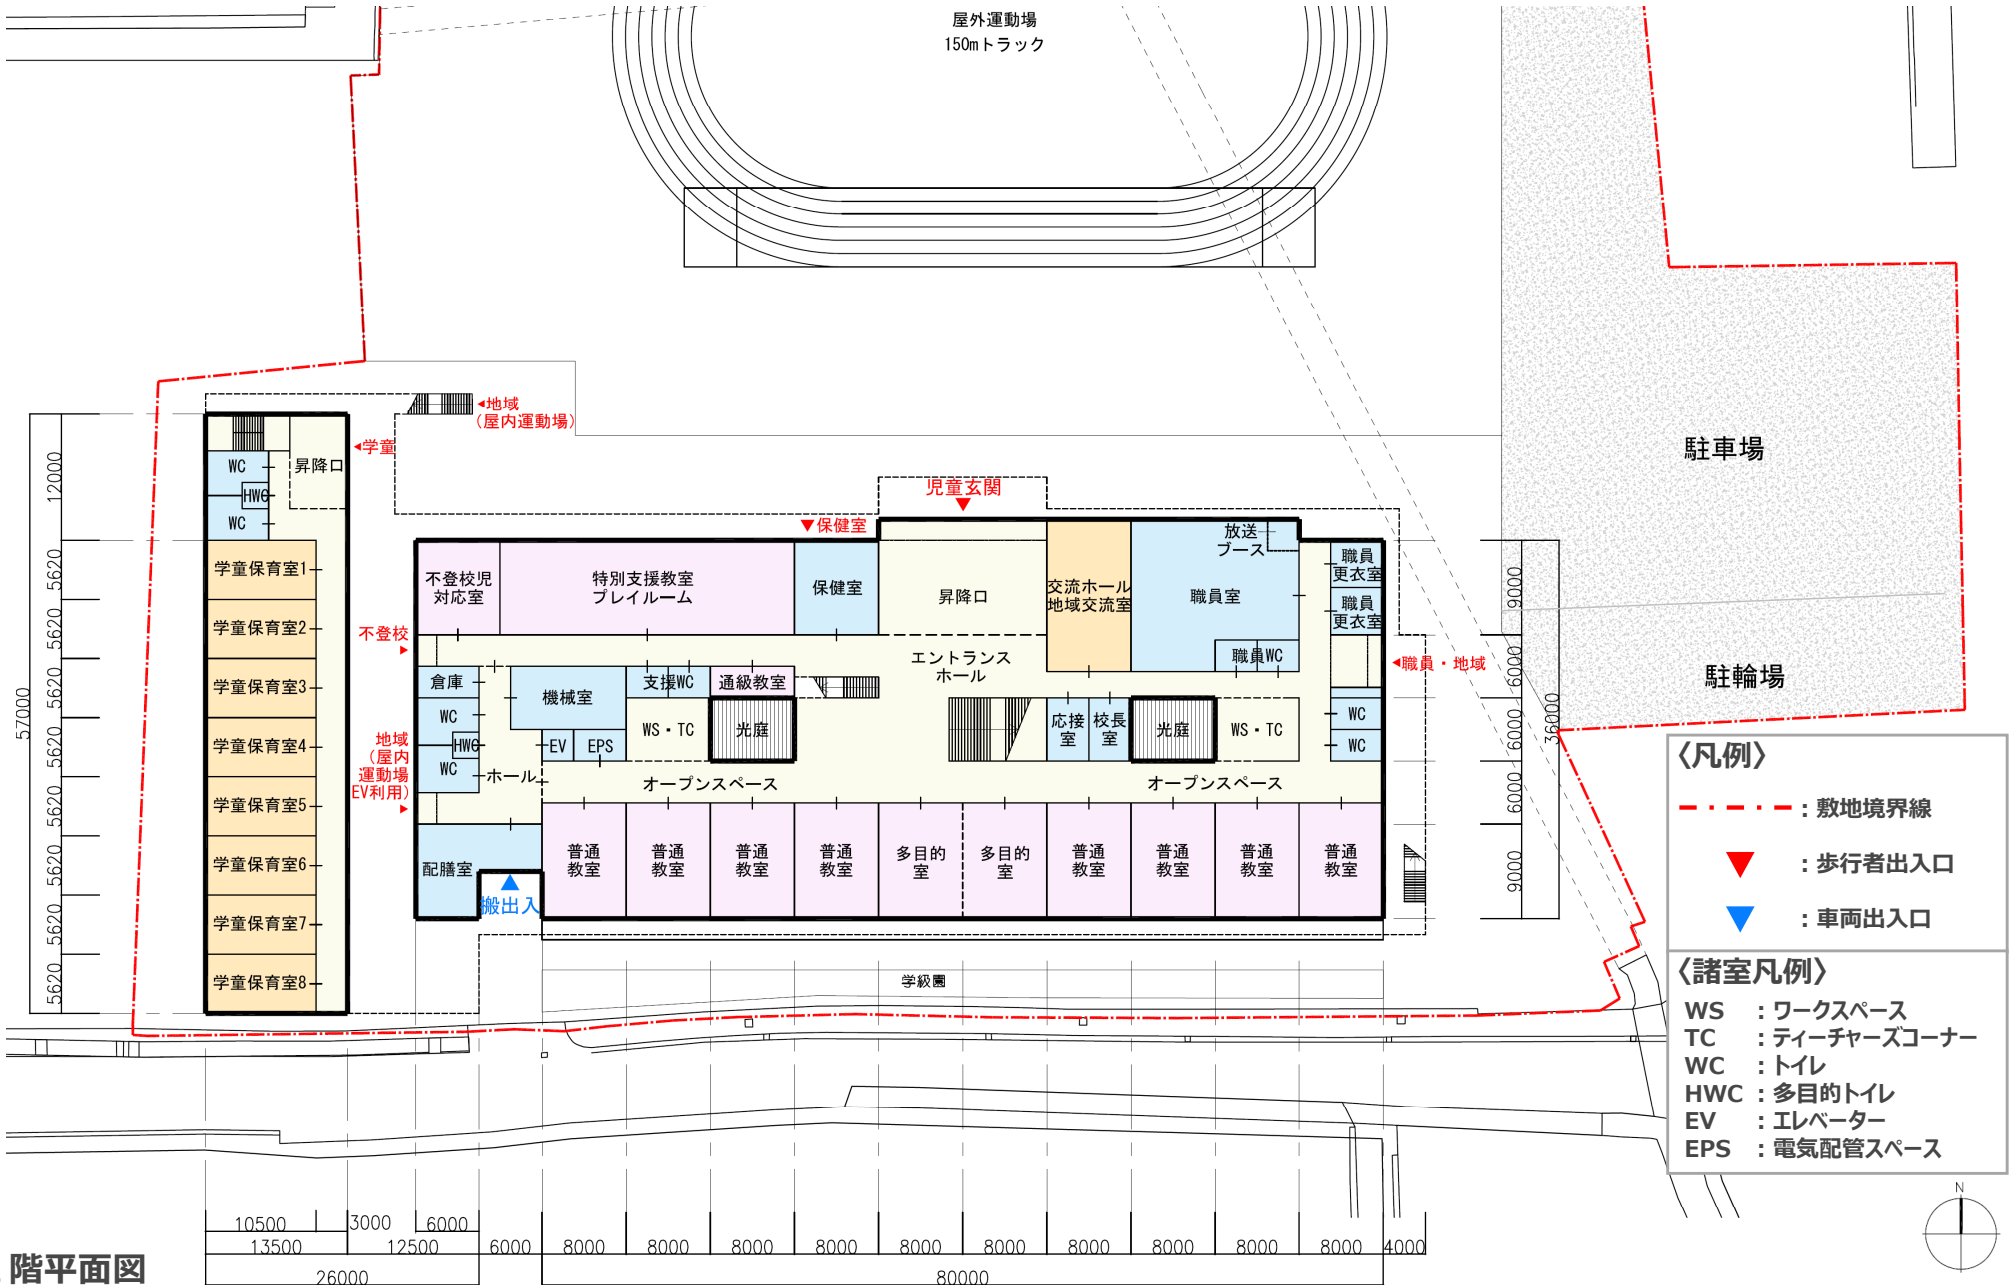 屋外運動場
150mトラック
駐車場
駐輪場
◀地域
(屋内運動場)
◀学童
昇降口
WC
HWC
WC
学童保育室1
学童保育室2
学童保育室3
学童保育室4
学童保育室5
学童保育室6
学童保育室7
学童保育室8
児童玄関
▼保健室
不登校児
対応室
特別支援教室
プレイルーム
保健室
昇降口
交流ホール
地域交流室
放送
ブース
職員室
職員
更衣室
職員
更衣室
職員WC
◀職員・地域
不登校
▶
エントランス
ホール
倉庫
機械室
支援WC
通級教室
WC
HWC
WC
EV
EPS
WS・TC
光庭
応接
室
校長
室
光庭
WS・TC
WC
WC
地域
(屋内
運動場
EV利用)
▶
ホール
オープンスペース
オープンスペース
配膳室
搬出入
普通
教室
普通
教室
普通
教室
普通
教室
多目的
室
多目的
室
普通
教室
普通
教室
普通
教室
普通
教室
学級園
57000
12000
5620
5620
5620
5620
5620
5620
5620
5620
9000
6000
6000
6000
9000
36000
10500
3000
6000
13500
12500
6000
8000
8000
8000
8000
8000
8000
8000
8000
8000
8000
4000
26000
80000
階平面図
〈凡例〉
：敷地境界線
▼：歩行者出入口
▼：車両出入口
〈諸室凡例〉
WS：ワークスペース
TC：ティーチャーズコーナー
WC：トイレ
HWC：多目的トイレ
EV：エレベーター
EPS：電気配管スペース
N